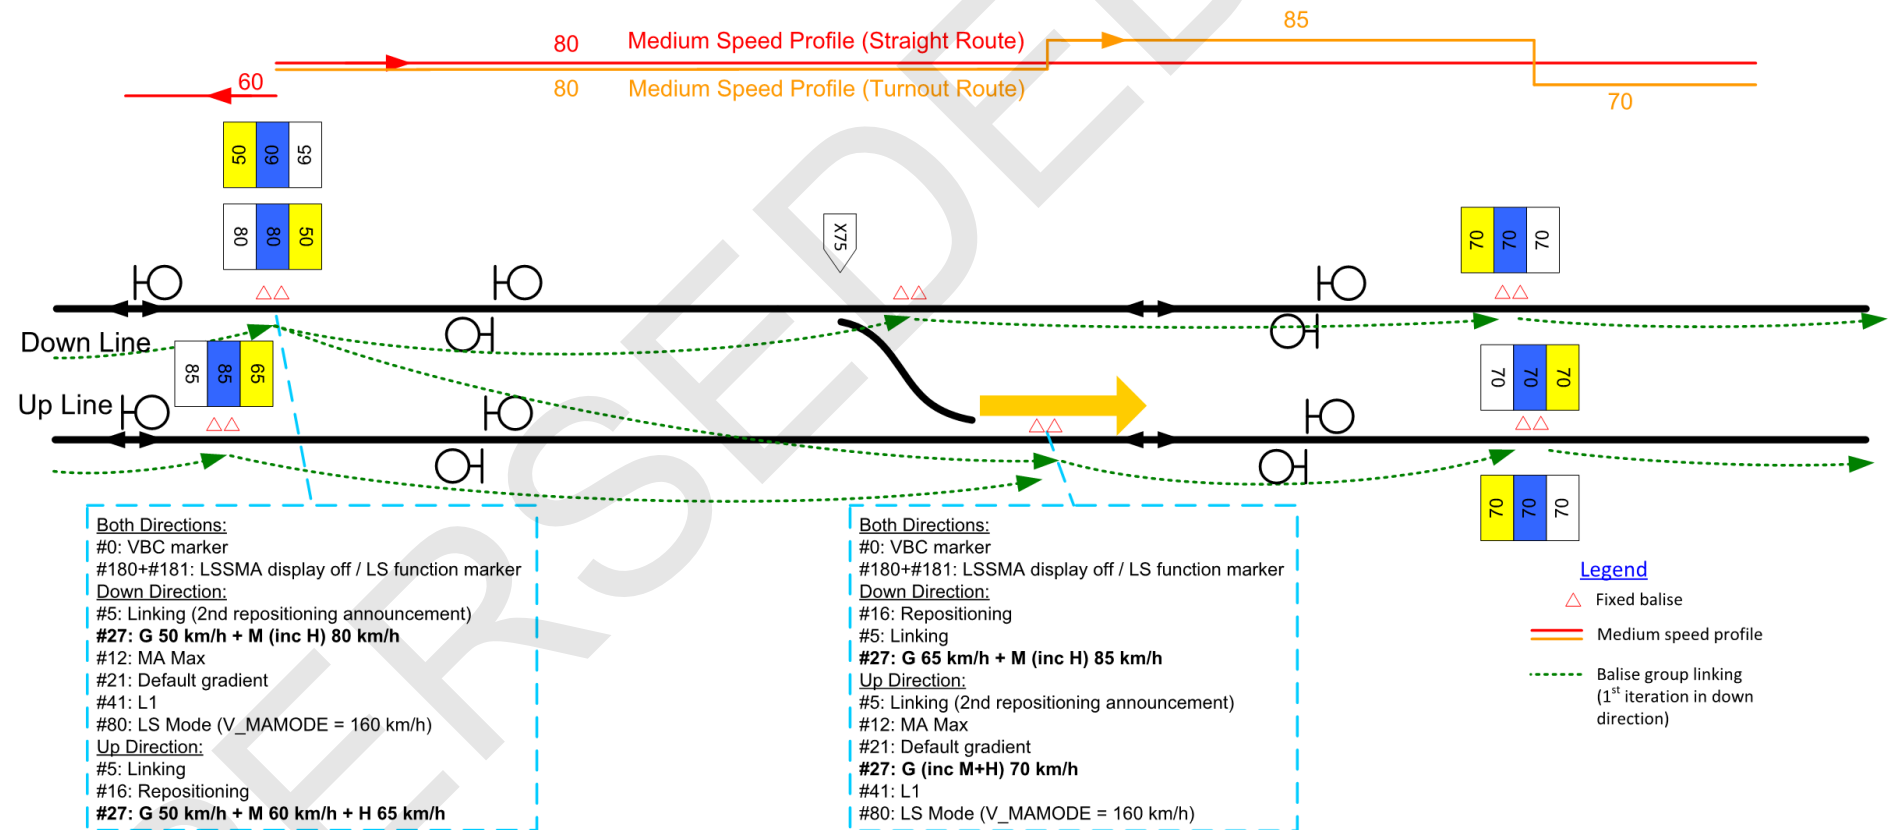 85
80 Medium Speed Profile (Straight Route)
60
80 Medium Speed Profile (Turnout Route)
70
50 60 65
80 80 50
X75
70 70 70
Down Line
85 85 65
70 70 70
Up Line
70 70 70
Both Directions:
#0: VBC marker
#180+#181: LSSMA display off / LS function marker
Down Direction:
#5: Linking (2nd repositioning announcement)
#27: G 50 km/h + M (inc H) 80 km/h
#12: MA Max
#21: Default gradient
#41: L1
#80: LS Mode (V_MAMODE = 160 km/h)
Up Direction:
#5: Linking
#16: Repositioning
#27: G 50 km/h + M 60 km/h + H 65 km/h
Both Directions:
#0: VBC marker
#180+#181: LSSMA display off / LS function marker
Down Direction:
#16: Repositioning
#5: Linking
#27: G 65 km/h + M (inc H) 85 km/h
Up Direction:
#5: Linking (2nd repositioning announcement)
#12: MA Max
#21: Default gradient
#27: G (inc M+H) 70 km/h
#41: L1
#80: LS Mode (V_MAMODE = 160 km/h)
Legend
Fixed balise
Medium speed profile
Balise group linking
(1st iteration in down
direction)
PERSEDED